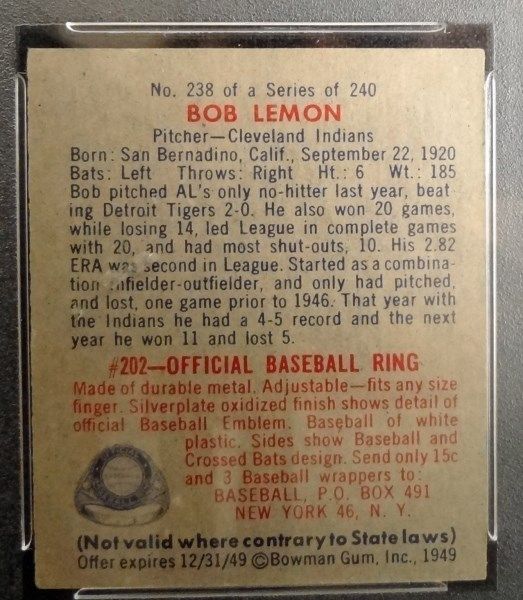 No. 238 of a Series of 240
BOB LEMON
Pitcher—Cleveland Indians
Born: San Bernadino, Calif., September 22, 1920
Bats: Left Throws: Right Ht.: 6 Wt.: 185
Bob pitched AL's only no-hitter last year, beat-
ing Detroit Tigers 2-0. He also won 20 games,
while losing 14, led League in complete games
with 20, and had most shut-outs, 10. His 2.82
ERA was second in League. Started as a combina-
tion infielder-outfielder, and only had pitched,
and lost, one game prior to 1946. That year with
the Indians he had a 4-5 record and the next
year he won 11 and lost 5.
#202—OFFICIAL BASEBALL RING
Made of durable metal. Adjustable—fits any size
finger. Silverplate oxidized finish shows detail of
official Baseball Emblem. Baseball of white
plastic. Sides show Baseball and
Crossed Bats design. Send only 15c
and 3 Baseball wrappers to:
BASEBALL, P.O. BOX 491
NEW YORK 46, N. Y.
(Not valid where contrary to State laws)
Offer expires 12/31/49 ©Bowman Gum, Inc., 1949